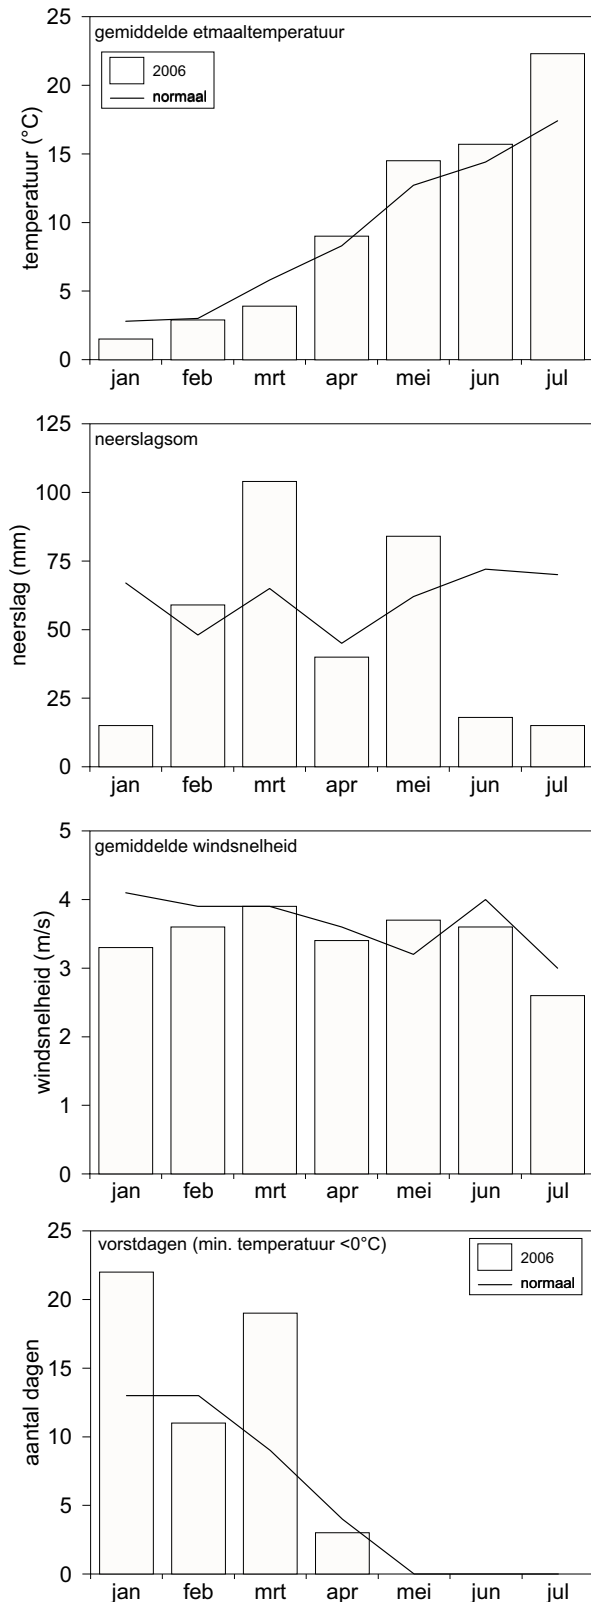 gemiddelde etmaaltemperatuur
2006
normaal
temperatuur (°C)
25
20
15
10
5
0
jan feb mrt apr mei jun jul
neerslagsom
neerslag (mm)
125
100
75
50
25
0
jan feb mrt apr mei jun jul
gemiddelde windsnelheid
windsnelheid (m/s)
5
4
3
2
1
0
jan feb mrt apr mei jun jul
vorstdagen (min. temperatuur <0°C)
2006
normaal
aantal dagen
25
20
15
10
5
0
jan feb mrt apr mei jun jul